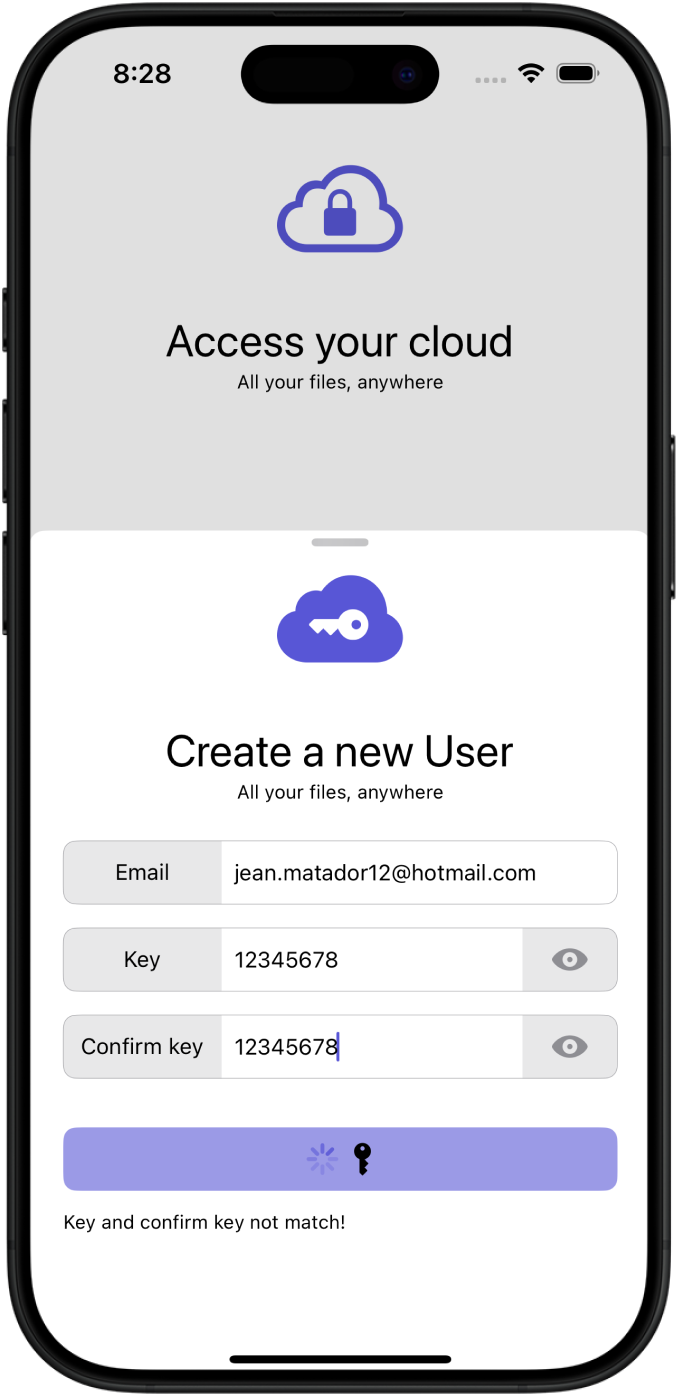 8:28
Access your cloud
All your files, anywhere
Create a new User
All your files, anywhere
Email jean.matador12@hotmail.com
Key 12345678
Confirm key 12345678
Key and confirm key not match!